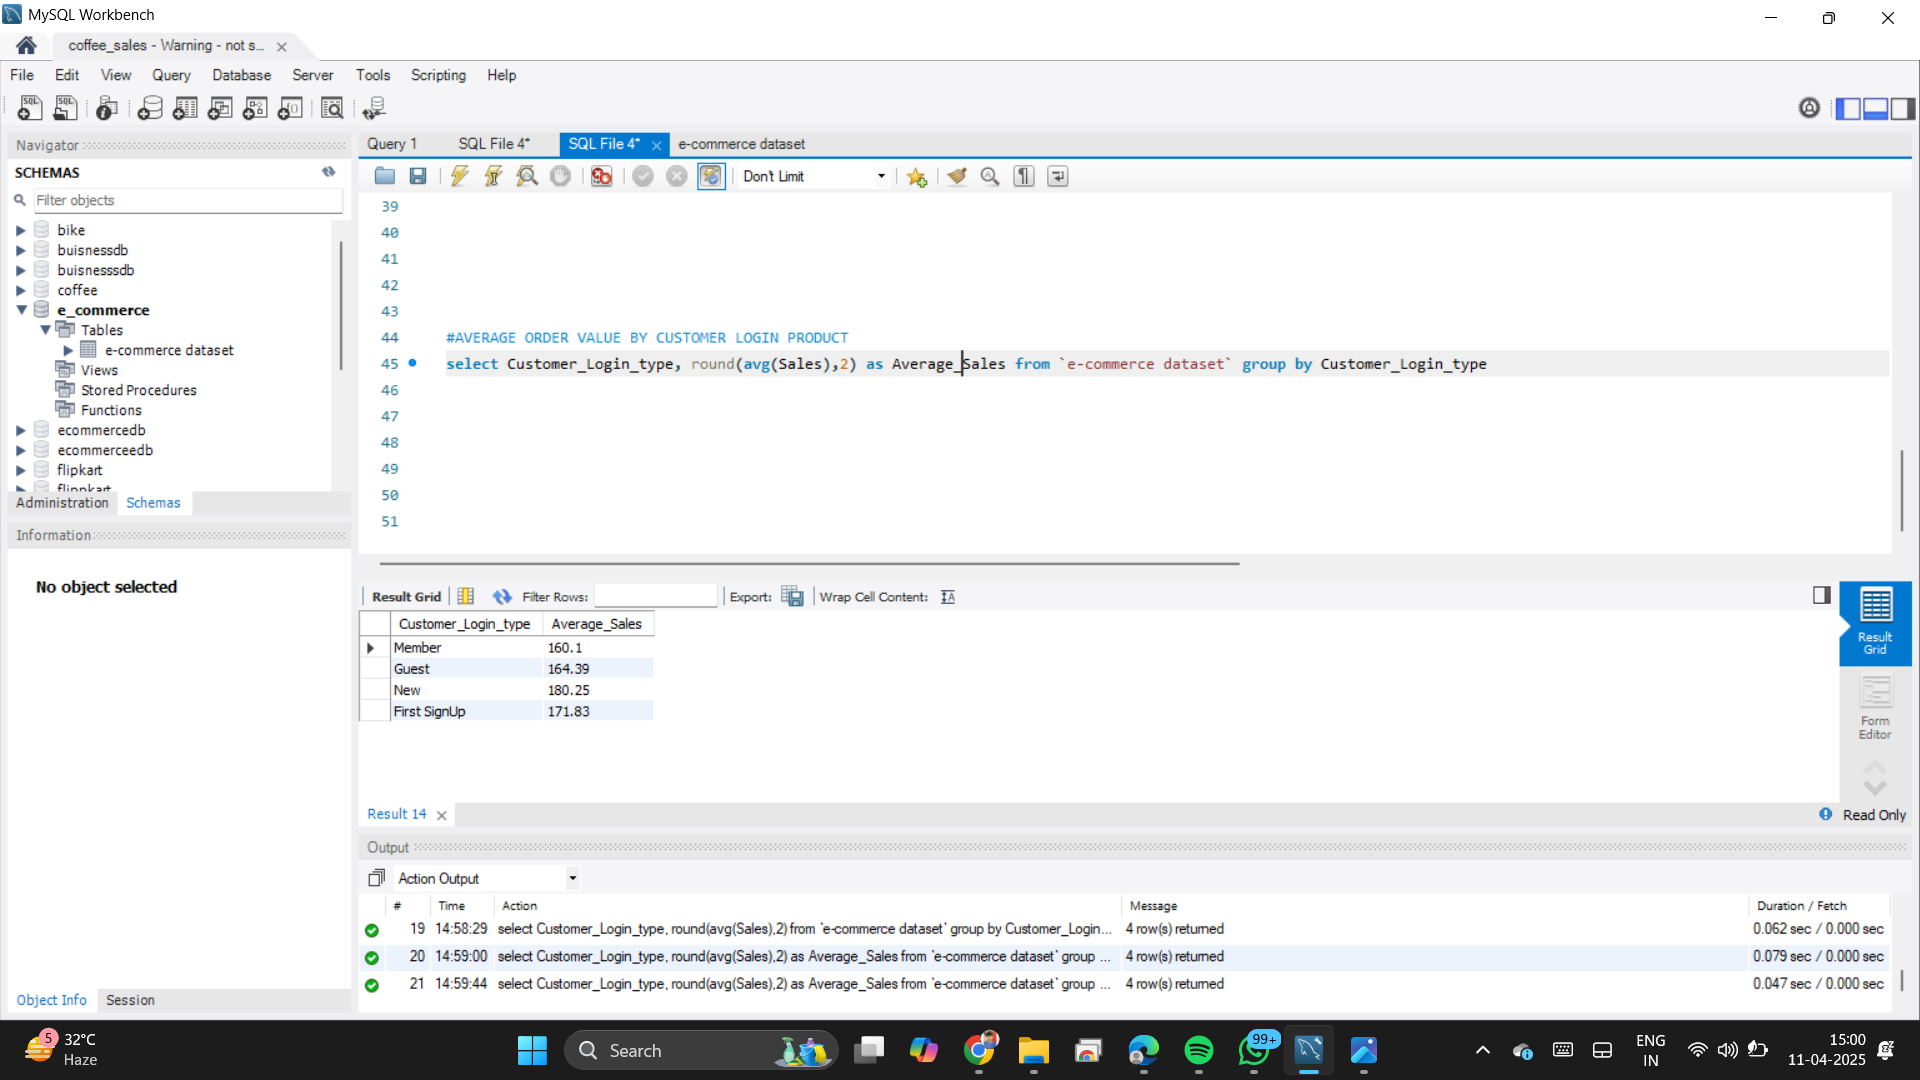 MySQL Workbench
coffee_sales - Warning - not s...
File Edit View Query Database Server Tools Scripting Help
Navigator
SCHEMAS
Filter objects
bike
buisnessdb
buisnesssdb
coffee
e_commerce
Tables
e-commerce dataset
Views
Stored Procedures
Functions
ecommercedb
ecommerceedb
flipkart
flippkart
Administration Schemas
Information
No object selected
Object Info Session
Query 1 SQL File 4* SQL File 4* e-commerce dataset
Don't Limit
39
40
41
42
43
44 #AVERAGE ORDER VALUE BY CUSTOMER LOGIN PRODUCT
45 select Customer_Login_type, round(avg(Sales),2) as Average_Sales from `e-commerce dataset` group by Customer_Login_type
46
47
48
49
50
51
Result Grid Filter Rows: Export: Wrap Cell Content:
Customer_Login_type Average_Sales
Member 160.1
Guest 164.39
New 180.25
First SignUp 171.83
Result Grid
Form Editor
Result 14 Read Only
Output
Action Output
# Time Action Message Duration / Fetch
19 14:58:29 select Customer_Login_type, round(avg(Sales),2) from `e-commerce dataset` group by Customer_Login... 4 row(s) returned 0.062 sec / 0.000 sec
20 14:59:00 select Customer_Login_type, round(avg(Sales),2) as Average_Sales from `e-commerce dataset` group ... 4 row(s) returned 0.079 sec / 0.000 sec
21 14:59:44 select Customer_Login_type, round(avg(Sales),2) as Average_Sales from `e-commerce dataset` group ... 4 row(s) returned 0.047 sec / 0.000 sec
5
32°C
Haze
Search
99+
ENG
IN
15:00
11-04-2025